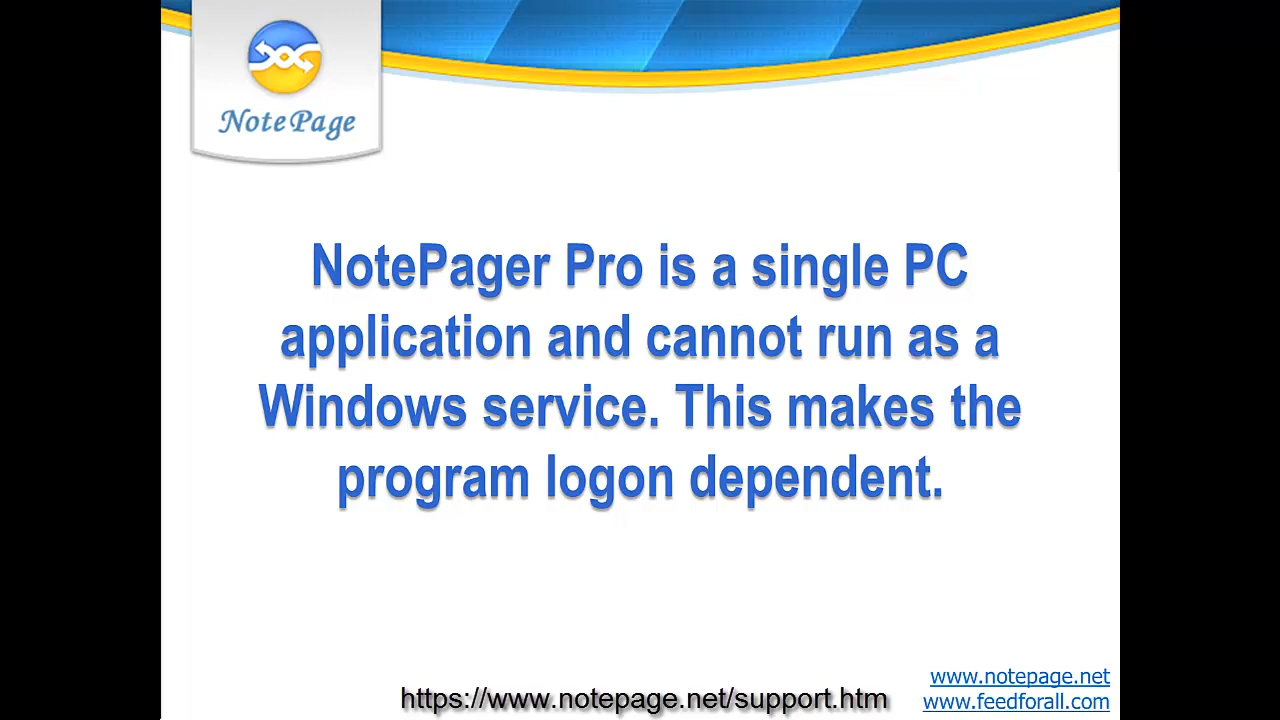 NotePage
NotePager Pro is a single PC
application and cannot run as a
Windows service. This makes the
program logon dependent.
www.notepage.net
https://www.notepage.net/support.htm
www.feedforall.com